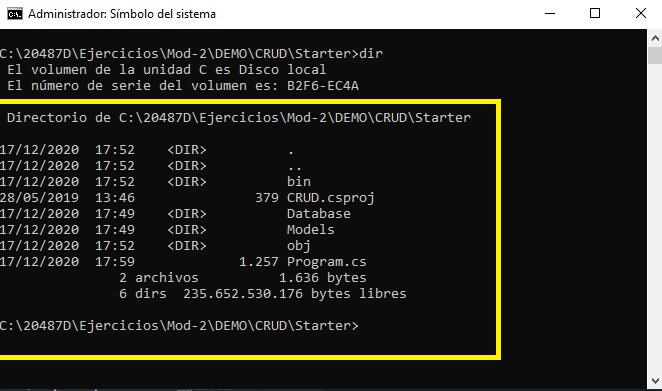 Administrador: Símbolo del sistema
C:\20487D\Ejercicios\Mod-2\DEMO\CRUD\Starter>dir
El volumen de la unidad C es Disco local
El número de serie del volumen es: B2F6-EC4A
Directorio de C:\20487D\Ejercicios\Mod-2\DEMO\CRUD\Starter
17/12/2020  17:52    <DIR>          .
17/12/2020  17:52    <DIR>          ..
17/12/2020  17:52    <DIR>          bin
28/05/2019  13:46               379 CRUD.csproj
17/12/2020  17:49    <DIR>          Database
17/12/2020  17:49    <DIR>          Models
17/12/2020  17:52    <DIR>          obj
17/12/2020  17:59             1.257 Program.cs
2 archivos          1.636 bytes
6 dirs  235.652.530.176 bytes libres
C:\20487D\Ejercicios\Mod-2\DEMO\CRUD\Starter>